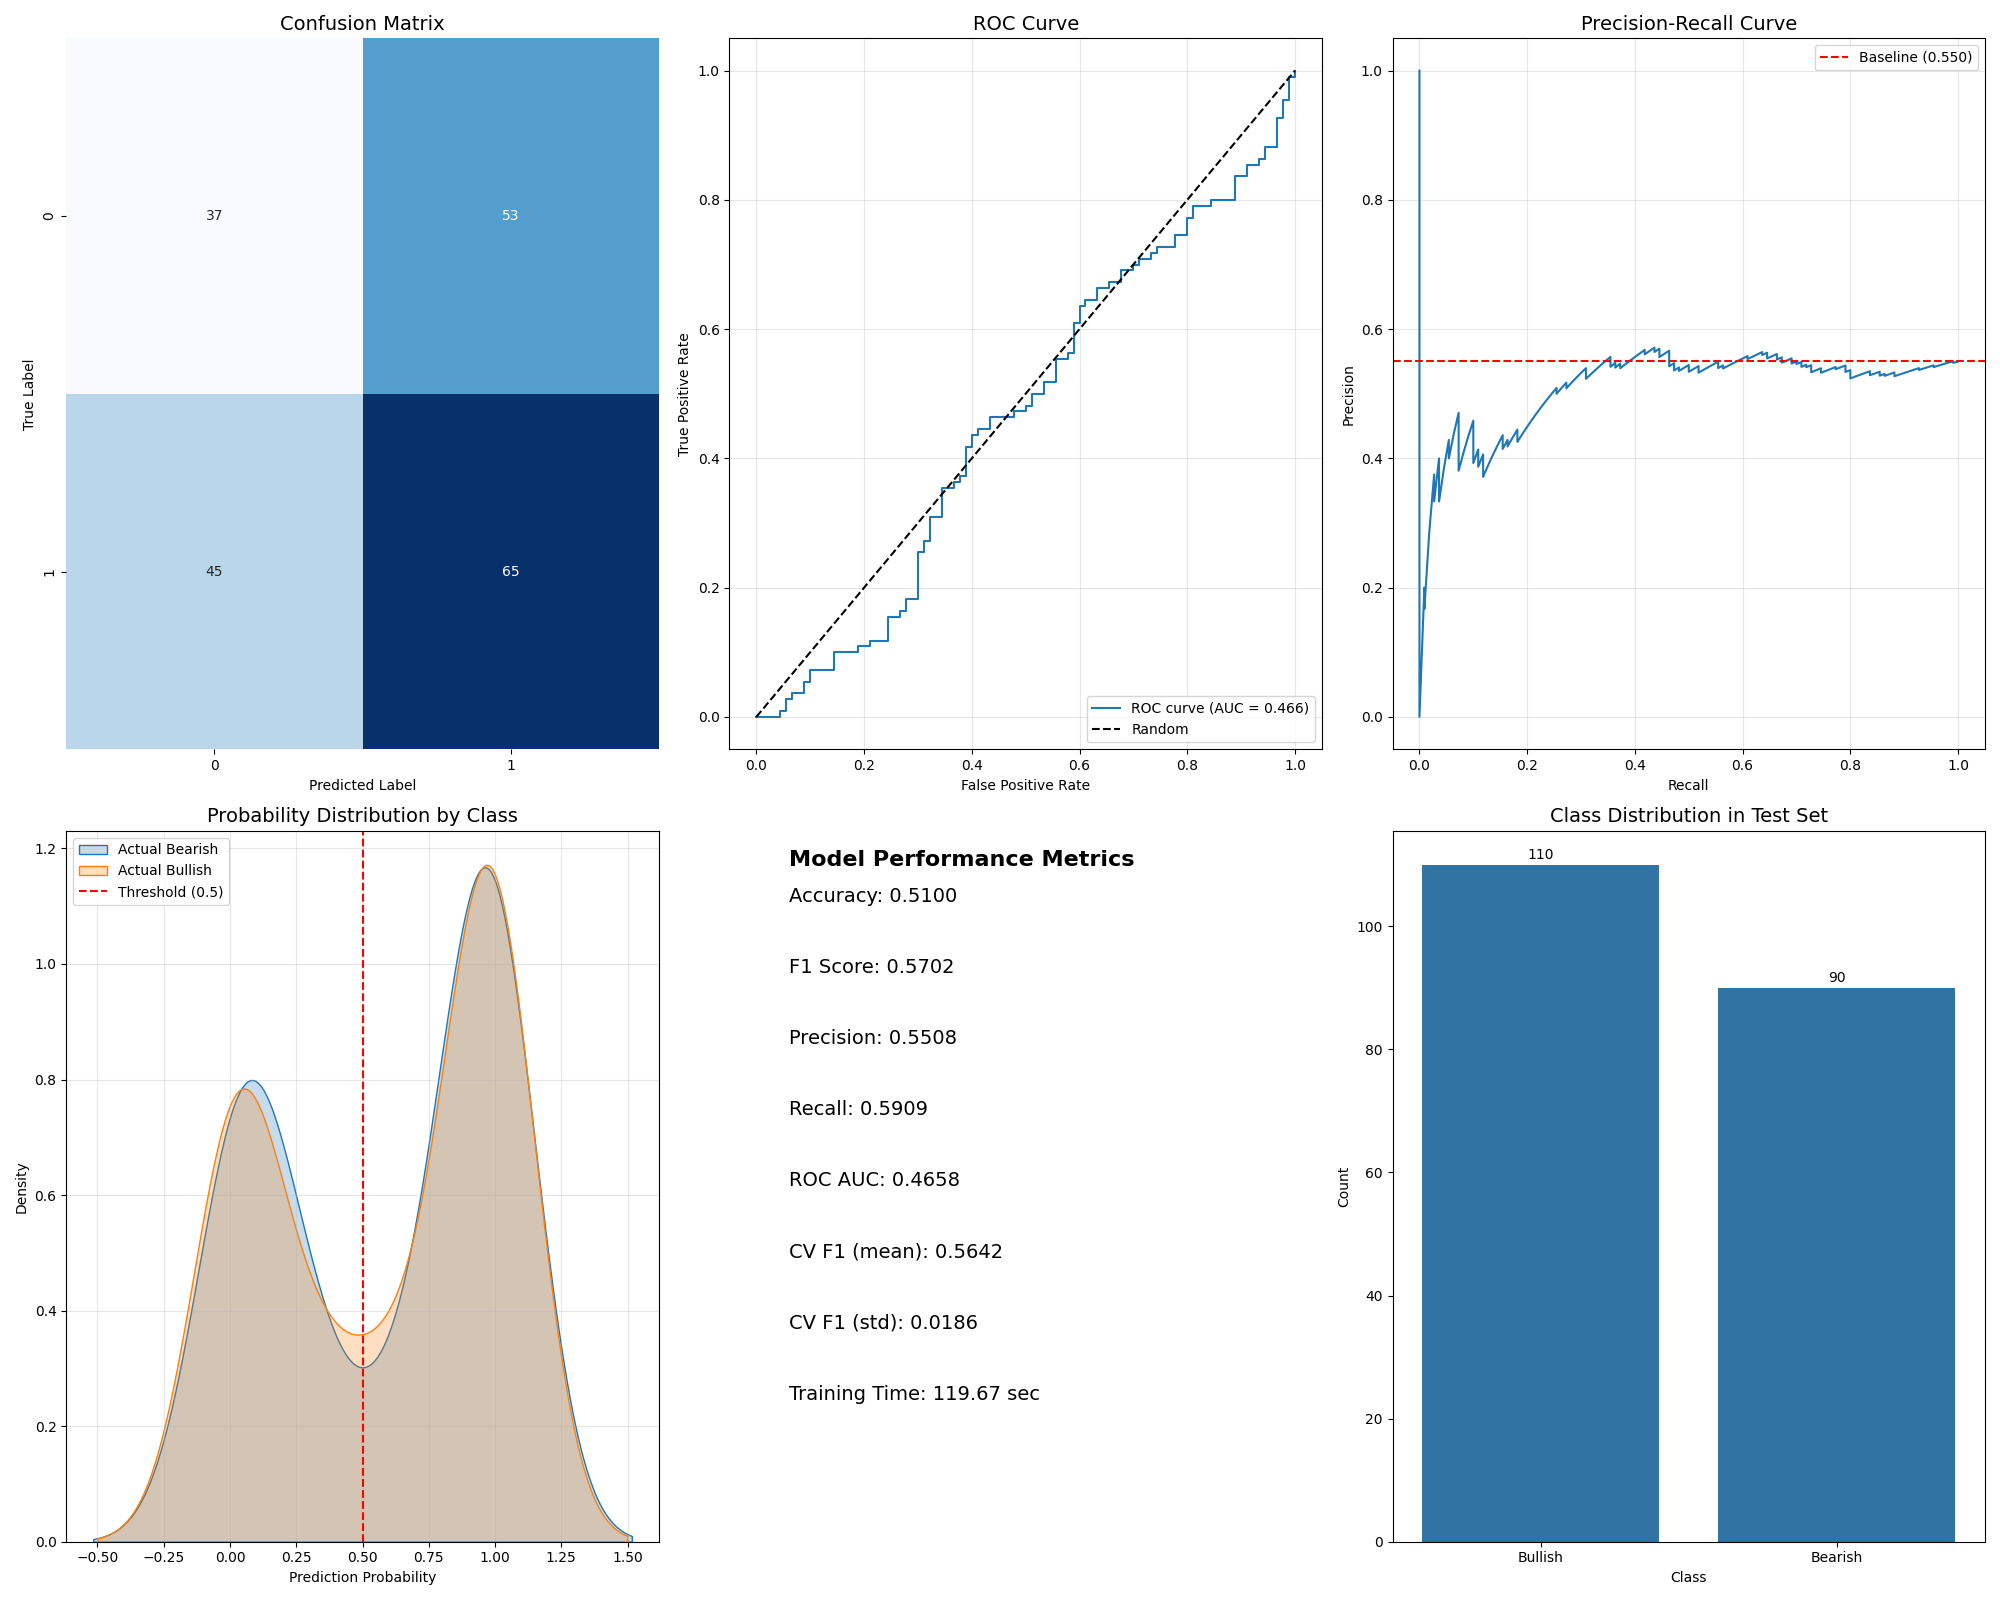 Confusion Matrix
0
1
True Label
37
53
45
65
0
1
Predicted Label
ROC Curve
True Positive Rate
1.0
0.8
0.6
0.4
0.2
0.0
ROC curve (AUC = 0.466)
Random
0.0
0.2
0.4
0.6
0.8
1.0
False Positive Rate
Precision-Recall Curve
Baseline (0.550)
Precision
1.0
0.8
0.6
0.4
0.2
0.0
0.0
0.2
0.4
0.6
0.8
1.0
Recall
Probability Distribution by Class
Actual Bearish
Actual Bullish
Threshold (0.5)
Density
1.2
1.0
0.8
0.6
0.4
0.2
0.0
−0.50
−0.25
0.00
0.25
0.50
0.75
1.00
1.25
1.50
Prediction Probability
Model Performance Metrics
Accuracy: 0.5100
F1 Score: 0.5702
Precision: 0.5508
Recall: 0.5909
ROC AUC: 0.4658
CV F1 (mean): 0.5642
CV F1 (std): 0.0186
Training Time: 119.67 sec
Class Distribution in Test Set
Count
100
80
60
40
20
0
110
90
Bullish
Bearish
Class